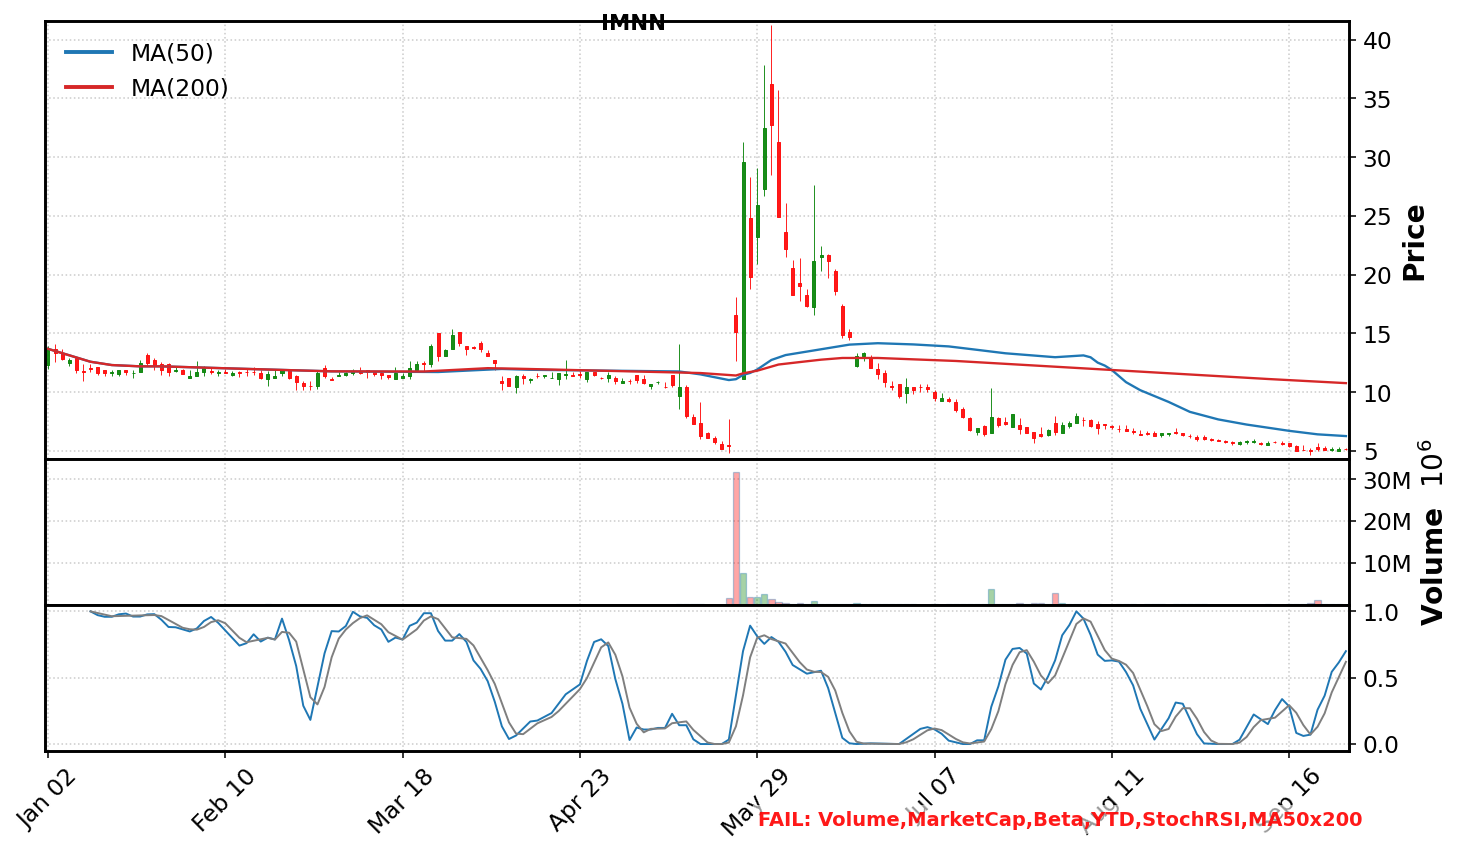 IMNN
MA(50)
MA(200)
40
35
30
25
20
15
10
5
Price
30M
20M
10M
Volume 10^6
1.0
0.5
0.0
Jan 02
Feb 10
Mar 18
Apr 23
May 29
Jul 07
Aug 11
Sep 16
FAIL: Volume,MarketCap,Beta,YTD,StochRSI,MA50x200